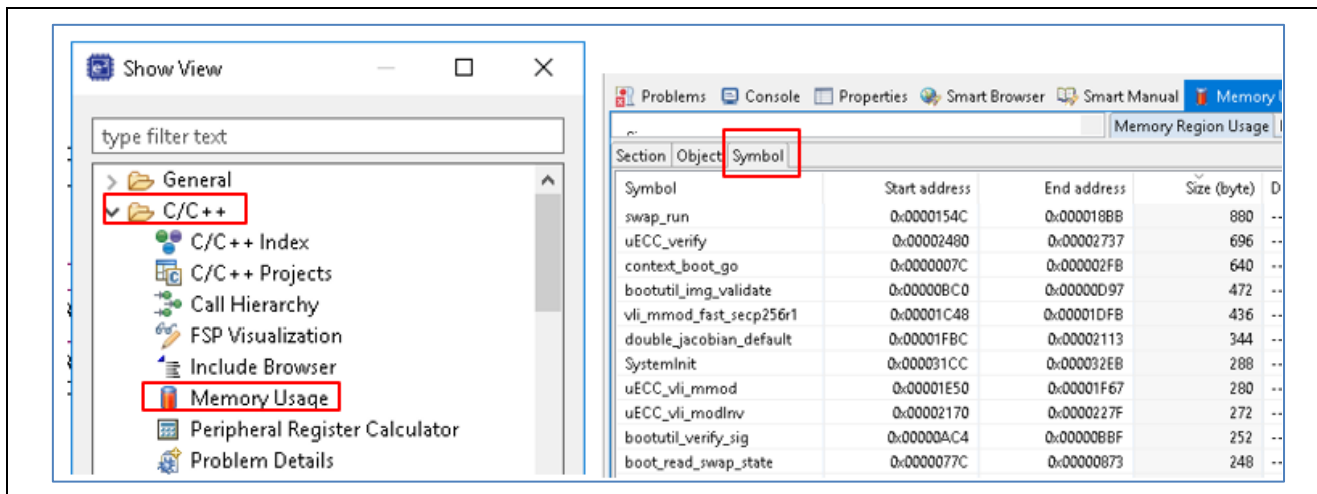 Show View
type filter text
General
C/C++
C/C++ Index
C/C++ Projects
Call Hierarchy
FSP Visualization
Include Browser
Memory Usage
Peripheral Register Calculator
Problem Details
Problems Console Properties Smart Browser Smart Manual Memory
Memory Region Usage
Section Object Symbol
Symbol Start address End address Size (byte) D
swap_run 0x0000154C 0x000018BB 880 --
uECC_verify 0x00002480 0x00002737 696 --
context_boot_go 0x0000007C 0x000002FB 640 --
bootutil_img_validate 0x00000BC0 0x00000D97 472 --
vli_mmod_fast_secp256r1 0x00001C48 0x00001DFB 436 --
double_jacobian_default 0x00001FBC 0x00002113 344 --
SystemInit 0x000031CC 0x000032EB 288 --
uECC_vli_mmod 0x00001E50 0x00001F67 280 --
uECC_vli_modInv 0x00002170 0x0000227F 272 --
bootutil_verify_sig 0x00000AC4 0x00000BBF 252 --
boot_read_swap_state 0x0000077C 0x00000873 248 --